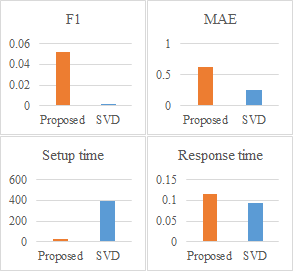 F1
0.06
0.04
0.02
0
Proposed SVD
MAE
1
0.5
0
Proposed SVD
Setup time
600
400
200
0
Proposed SVD
Response time
0.15
0.1
0.05
0
Proposed SVD